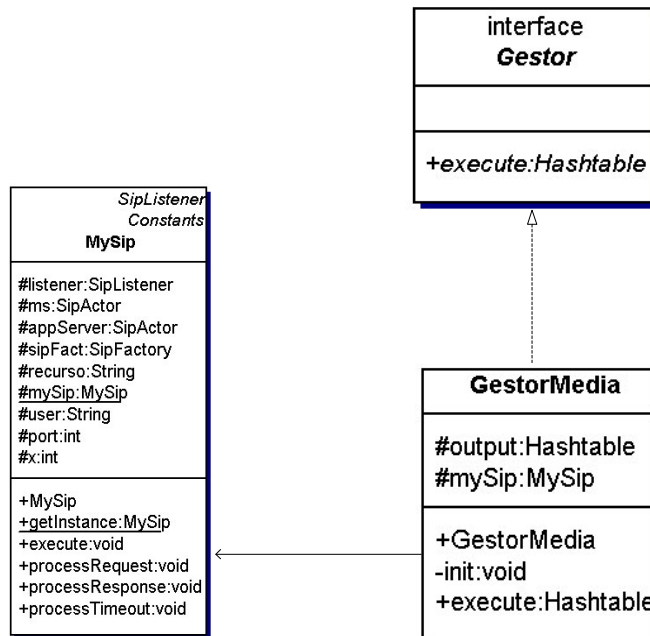 interface
Gestor
+execute:Hashtable
SipListener
Constants
MySip
#listener:SipListener
#ms:SipActor
#appServer:SipActor
#sipFact:SipFactory
#recurso:String
#mySip:MySip
#user:String
#port:int
#x:int
+MySip
+getInstance:MySip
+execute:void
+processRequest:void
+processResponse:void
+processTimeout:void
GestorMedia
#output:Hashtable
#mySip:MySip
+GestorMedia
-init:void
+execute:Hashtable